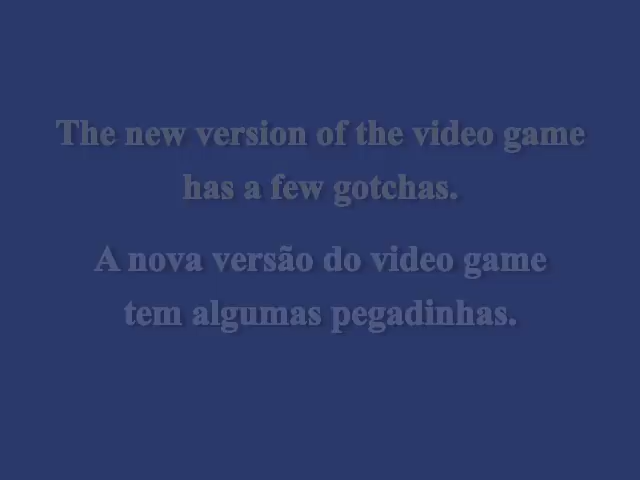 The new version of the video game
has a few gotchas.
A nova versão do video game
tem algumas pegadinhas.